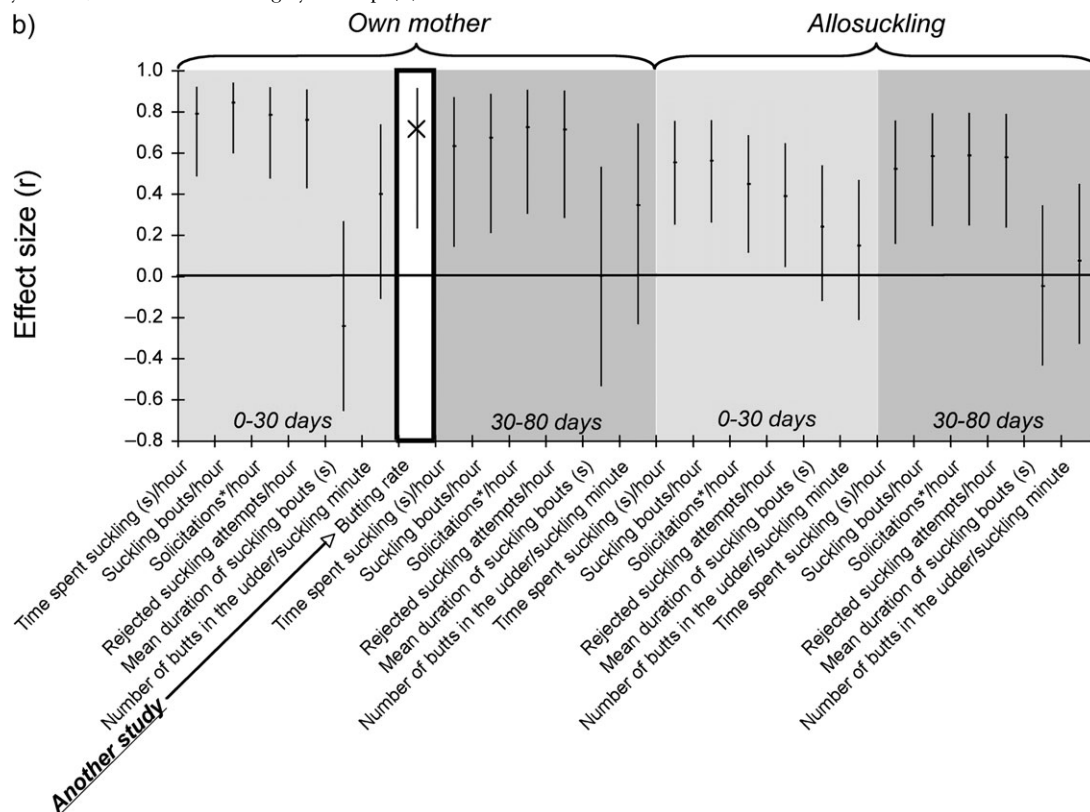 b)
Own mother
Allosuckling
Effect size (r)
1.0
0.8
0.6
0.4
0.2
0.0
–0.2
–0.4
–0.6
–0.8
0-30 days
30-80 days
0-30 days
30-80 days
Time spent suckling (s)/hour
Suckling bouts/hour
Solicitations*/hour
Rejected suckling attempts/hour
Mean duration of suckling bouts (s)
Number of butts in the udder/suckling minute
Butting rate
Time spent suckling (s)/hour
Suckling bouts/hour
Solicitations*/hour
Rejected suckling attempts/hour
Mean duration of suckling bouts (s)
Number of butts in the udder/suckling minute
Time spent suckling (s)/hour
Suckling bouts/hour
Solicitations*/hour
Rejected suckling attempts/hour
Mean duration of suckling bouts (s)
Number of butts in the udder/suckling minute
Time spent suckling (s)/hour
Suckling bouts/hour
Solicitations*/hour
Rejected suckling attempts/hour
Mean duration of suckling bouts (s)
Number of butts in the udder/suckling minute
Another study